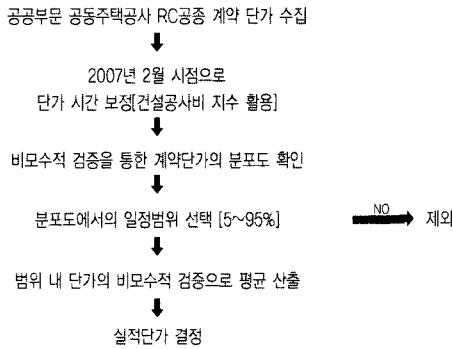 공공부문 공동주택공사 RC공종 계약 단가 수집
2007년 2월 시점으로
단가 시간 보정[건설공사비 지수 활용]
비모수적 검증을 통한 계약단가의 분포도 확인
분포도에서의 일정범위 선택 [5~95%]
NO
제외
범위 내 단가의 비모수적 검증으로 평균 산출
실적단가 결정